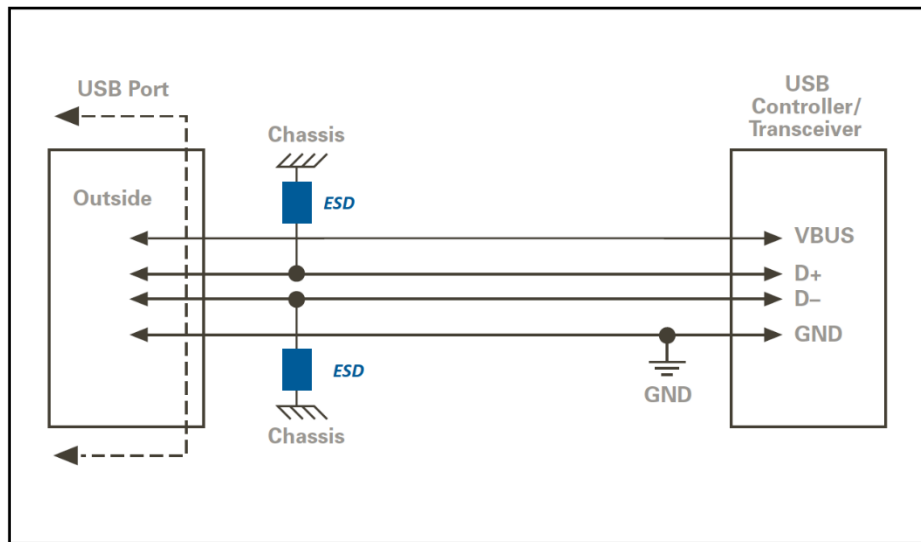 USB Port
USB
Controller/
Transceiver
Chassis
Outside
ESD
VBUS
D+
D–
GND
ESD
GND
Chassis